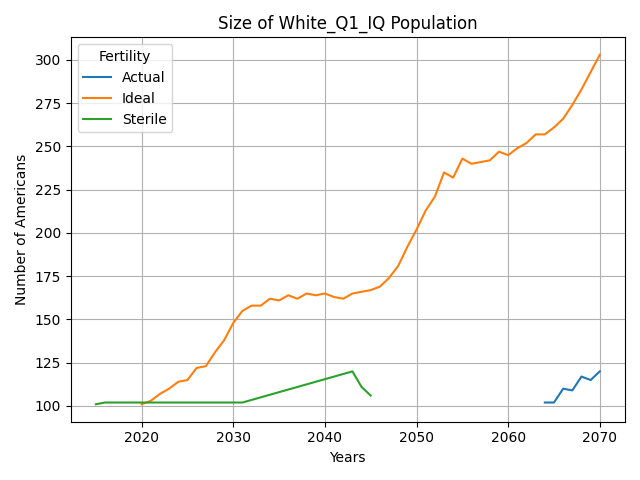 Size of White_Q1_IQ Population
Fertility
Actual
Ideal
Sterile
Number of Americans
300
275
250
225
200
175
150
125
100
2020 2030 2040 2050 2060 2070
Years